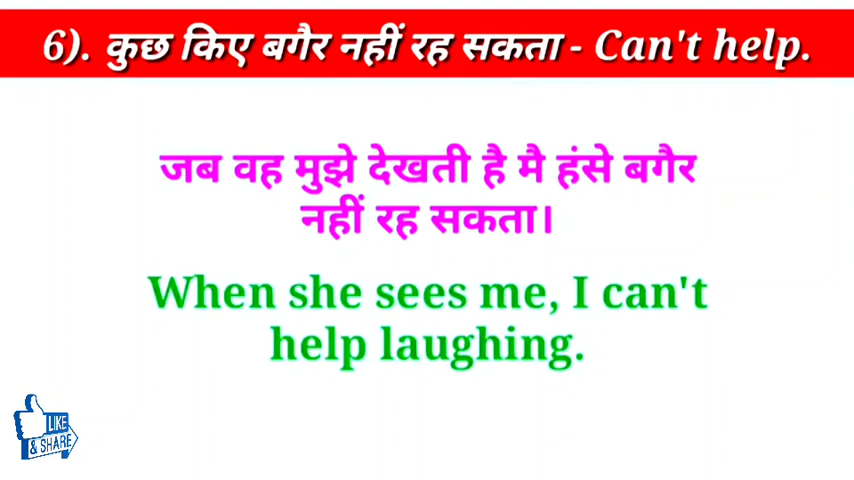 6). कुछ किए बगैर नहीं रह सकता - Can't help.
जब वह मुझे देखती है मै हंसे बगैर
नहीं रह सकता।
When she sees me, I can't
help laughing.
LIKE
& SHARE